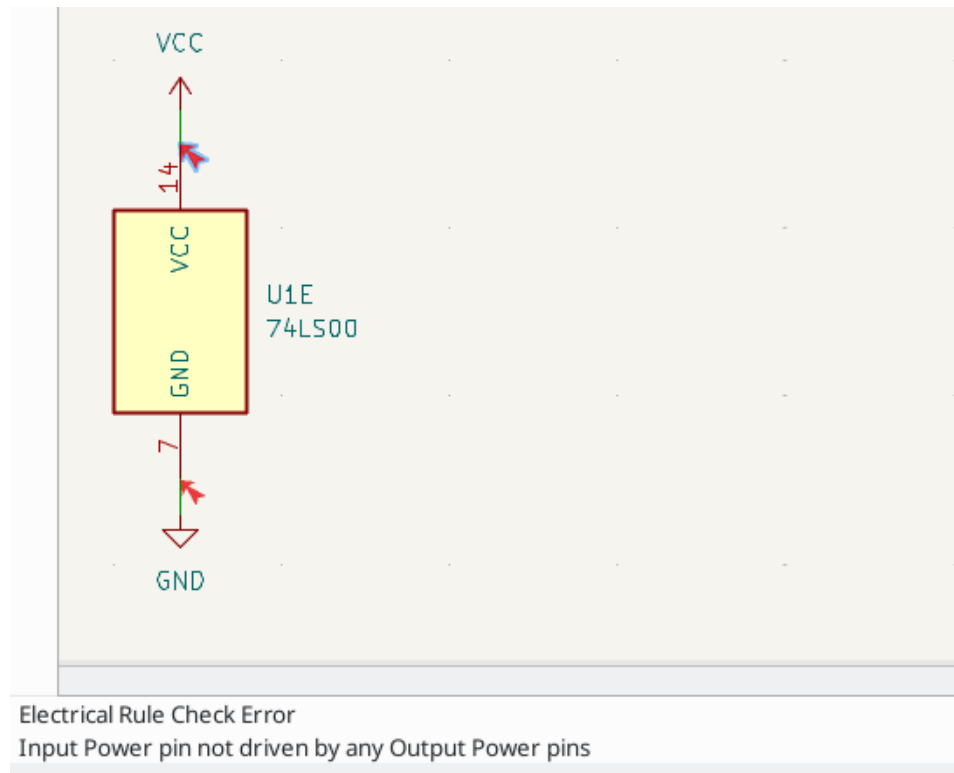 VCC
14
VCC
U1E
74LS00
GND
7
GND
Electrical Rule Check Error
Input Power pin not driven by any Output Power pins